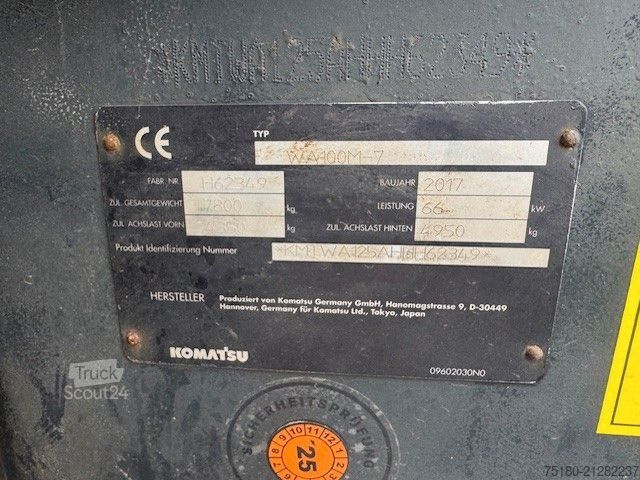 TYP
WA100M-7
CE
FABR. NR. H62349 BAUJAHR 2017
ZUL. GESAMTGEWICHT 7800 kg LEISTUNG 66 kW
ZUL. ACHSLAST VORN kg ZUL. ACHSLAST HINTEN 4950 kg
Produkt Identifizierung Nummer
HERSTELLER Produziert von Komatsu Germany GmbH, Hanomagstrasse 9, D-30449
Hannover, Germany für Komatsu Ltd., Tokyo, Japan
KOMATSU
09602030N0
Truck
Scout24
SICHERHEITSPRÜFUNG
25
75180-21282237